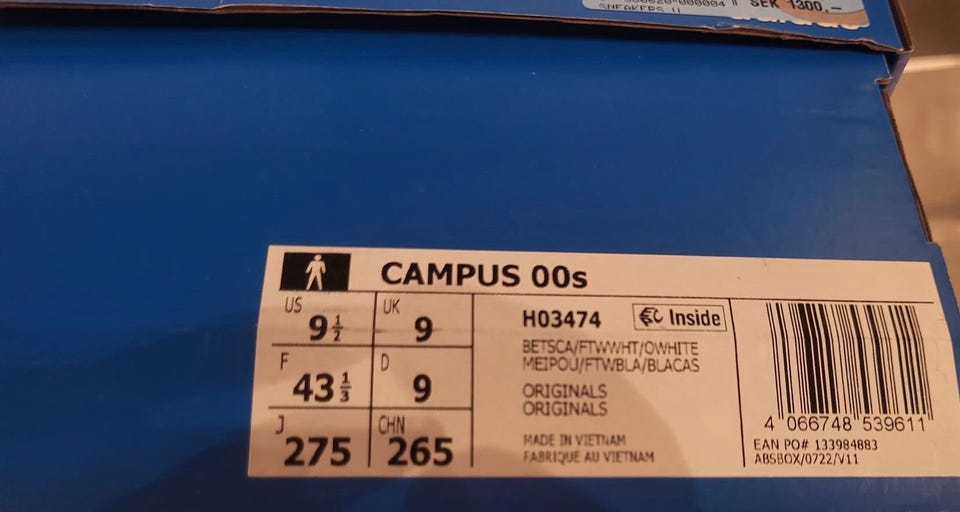 SEK 1300,–
SNEAKERS
CAMPUS 00s
US 9½ UK 9
F 43⅓ D 9
J 275 CHN 265
H03474 Inside
BETSCA/FTWWHT/OWHITE
MEIPOU/FTWBLA/BLACAS
ORIGINALS
ORIGINALS
MADE IN VIETNAM
FABRIQUÉ AU VIETNAM
4 066748 539611
EAN PO# 133984883
ABSBOX/0722/V11